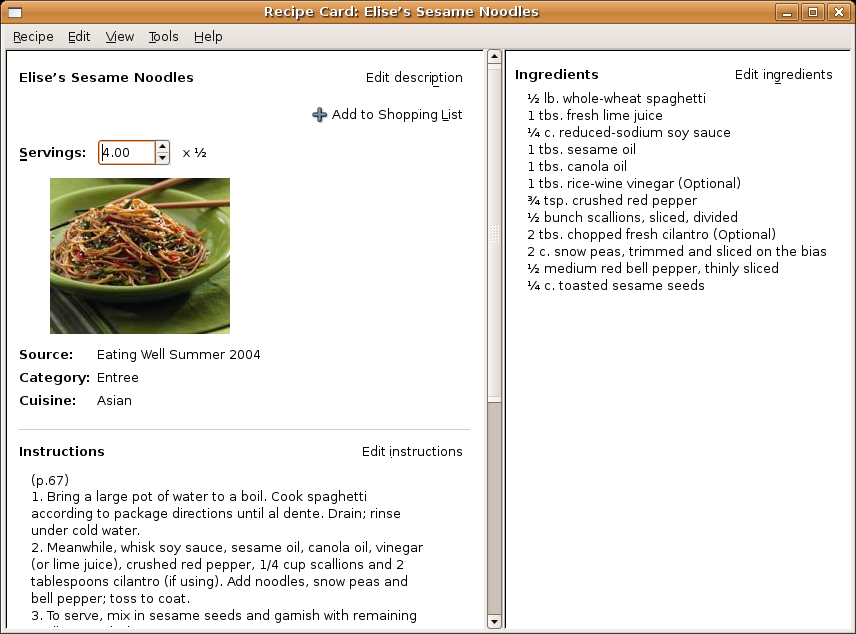 Recipe Card: Elise’s Sesame Noodles
Recipe Edit View Tools Help
Elise’s Sesame Noodles
Edit description
Add to Shopping List
Servings: 4.00 x ½
Source: Eating Well Summer 2004
Category: Entree
Cuisine: Asian
Instructions
Edit instructions
(p.67)
1. Bring a large pot of water to a boil. Cook spaghetti
according to package directions until al dente. Drain; rinse
under cold water.
2. Meanwhile, whisk soy sauce, sesame oil, canola oil, vinegar
(or lime juice), crushed red pepper, 1/4 cup scallions and 2
tablespoons cilantro (if using). Add noodles, snow peas and
bell pepper; toss to coat.
3. To serve, mix in sesame seeds and garnish with remaining
Ingredients
Edit ingredients
½ lb. whole-wheat spaghetti
1 tbs. fresh lime juice
¼ c. reduced-sodium soy sauce
1 tbs. sesame oil
1 tbs. canola oil
1 tbs. rice-wine vinegar (Optional)
¾ tsp. crushed red pepper
½ bunch scallions, sliced, divided
2 tbs. chopped fresh cilantro (Optional)
2 c. snow peas, trimmed and sliced on the bias
½ medium red bell pepper, thinly sliced
¼ c. toasted sesame seeds